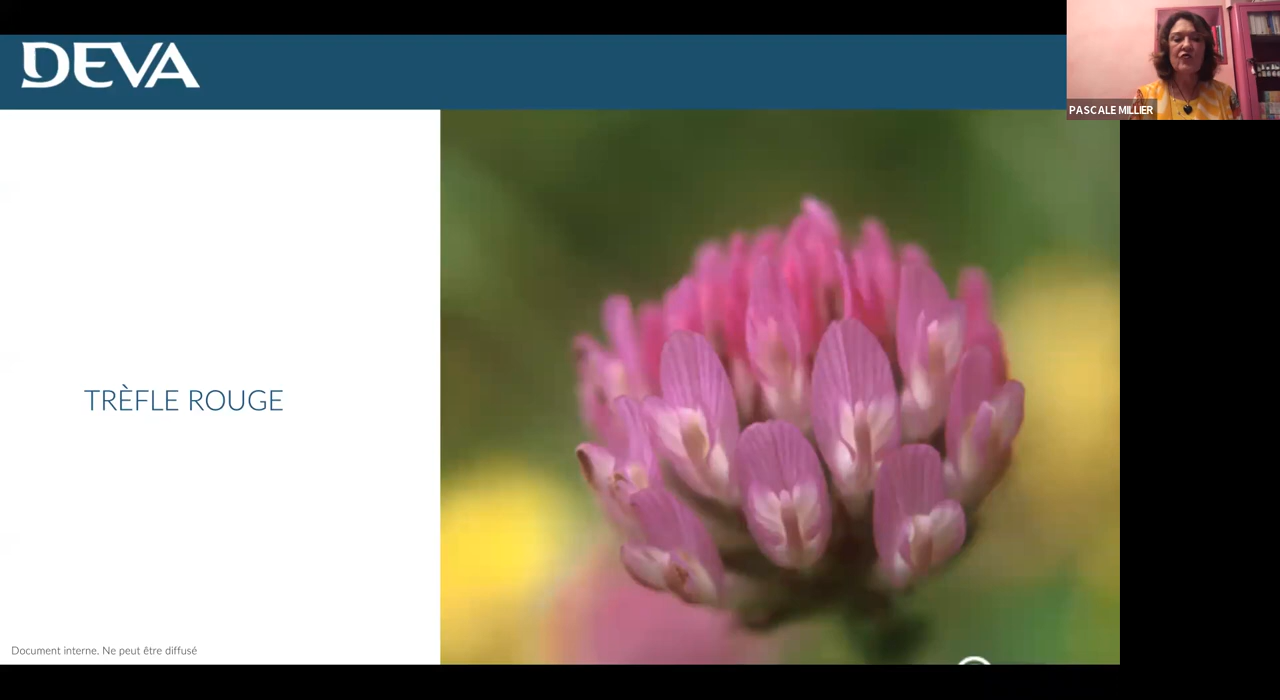 DEVA
PASCALE MILLIER
TRÈFLE ROUGE
Document interne. Ne peut être diffusé